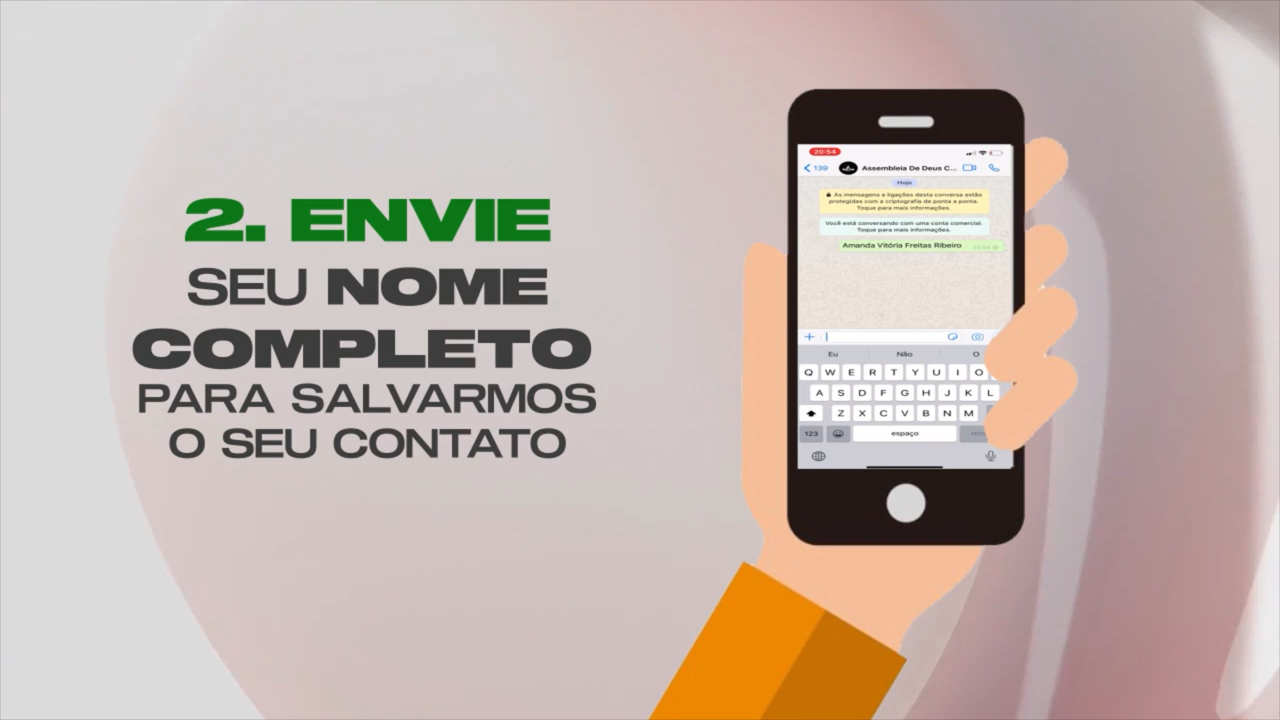 2. ENVIE
SEU NOME
COMPLETO
PARA SALVARMOS
O SEU CONTATO
20:54
139
Assembleia De Deus C...
Hoje
As mensagens e ligações desta conversa estão
protegidas com a criptografia de ponta a ponta.
Toque para mais informações.
Você está conversando com uma conta comercial.
Toque para mais informações.
Amanda Vitória Freitas Ribeiro 20:54
Eu Não O
Q W E R T Y U I O
A S D F G H J K L
Z X C V B N M
123 espaço